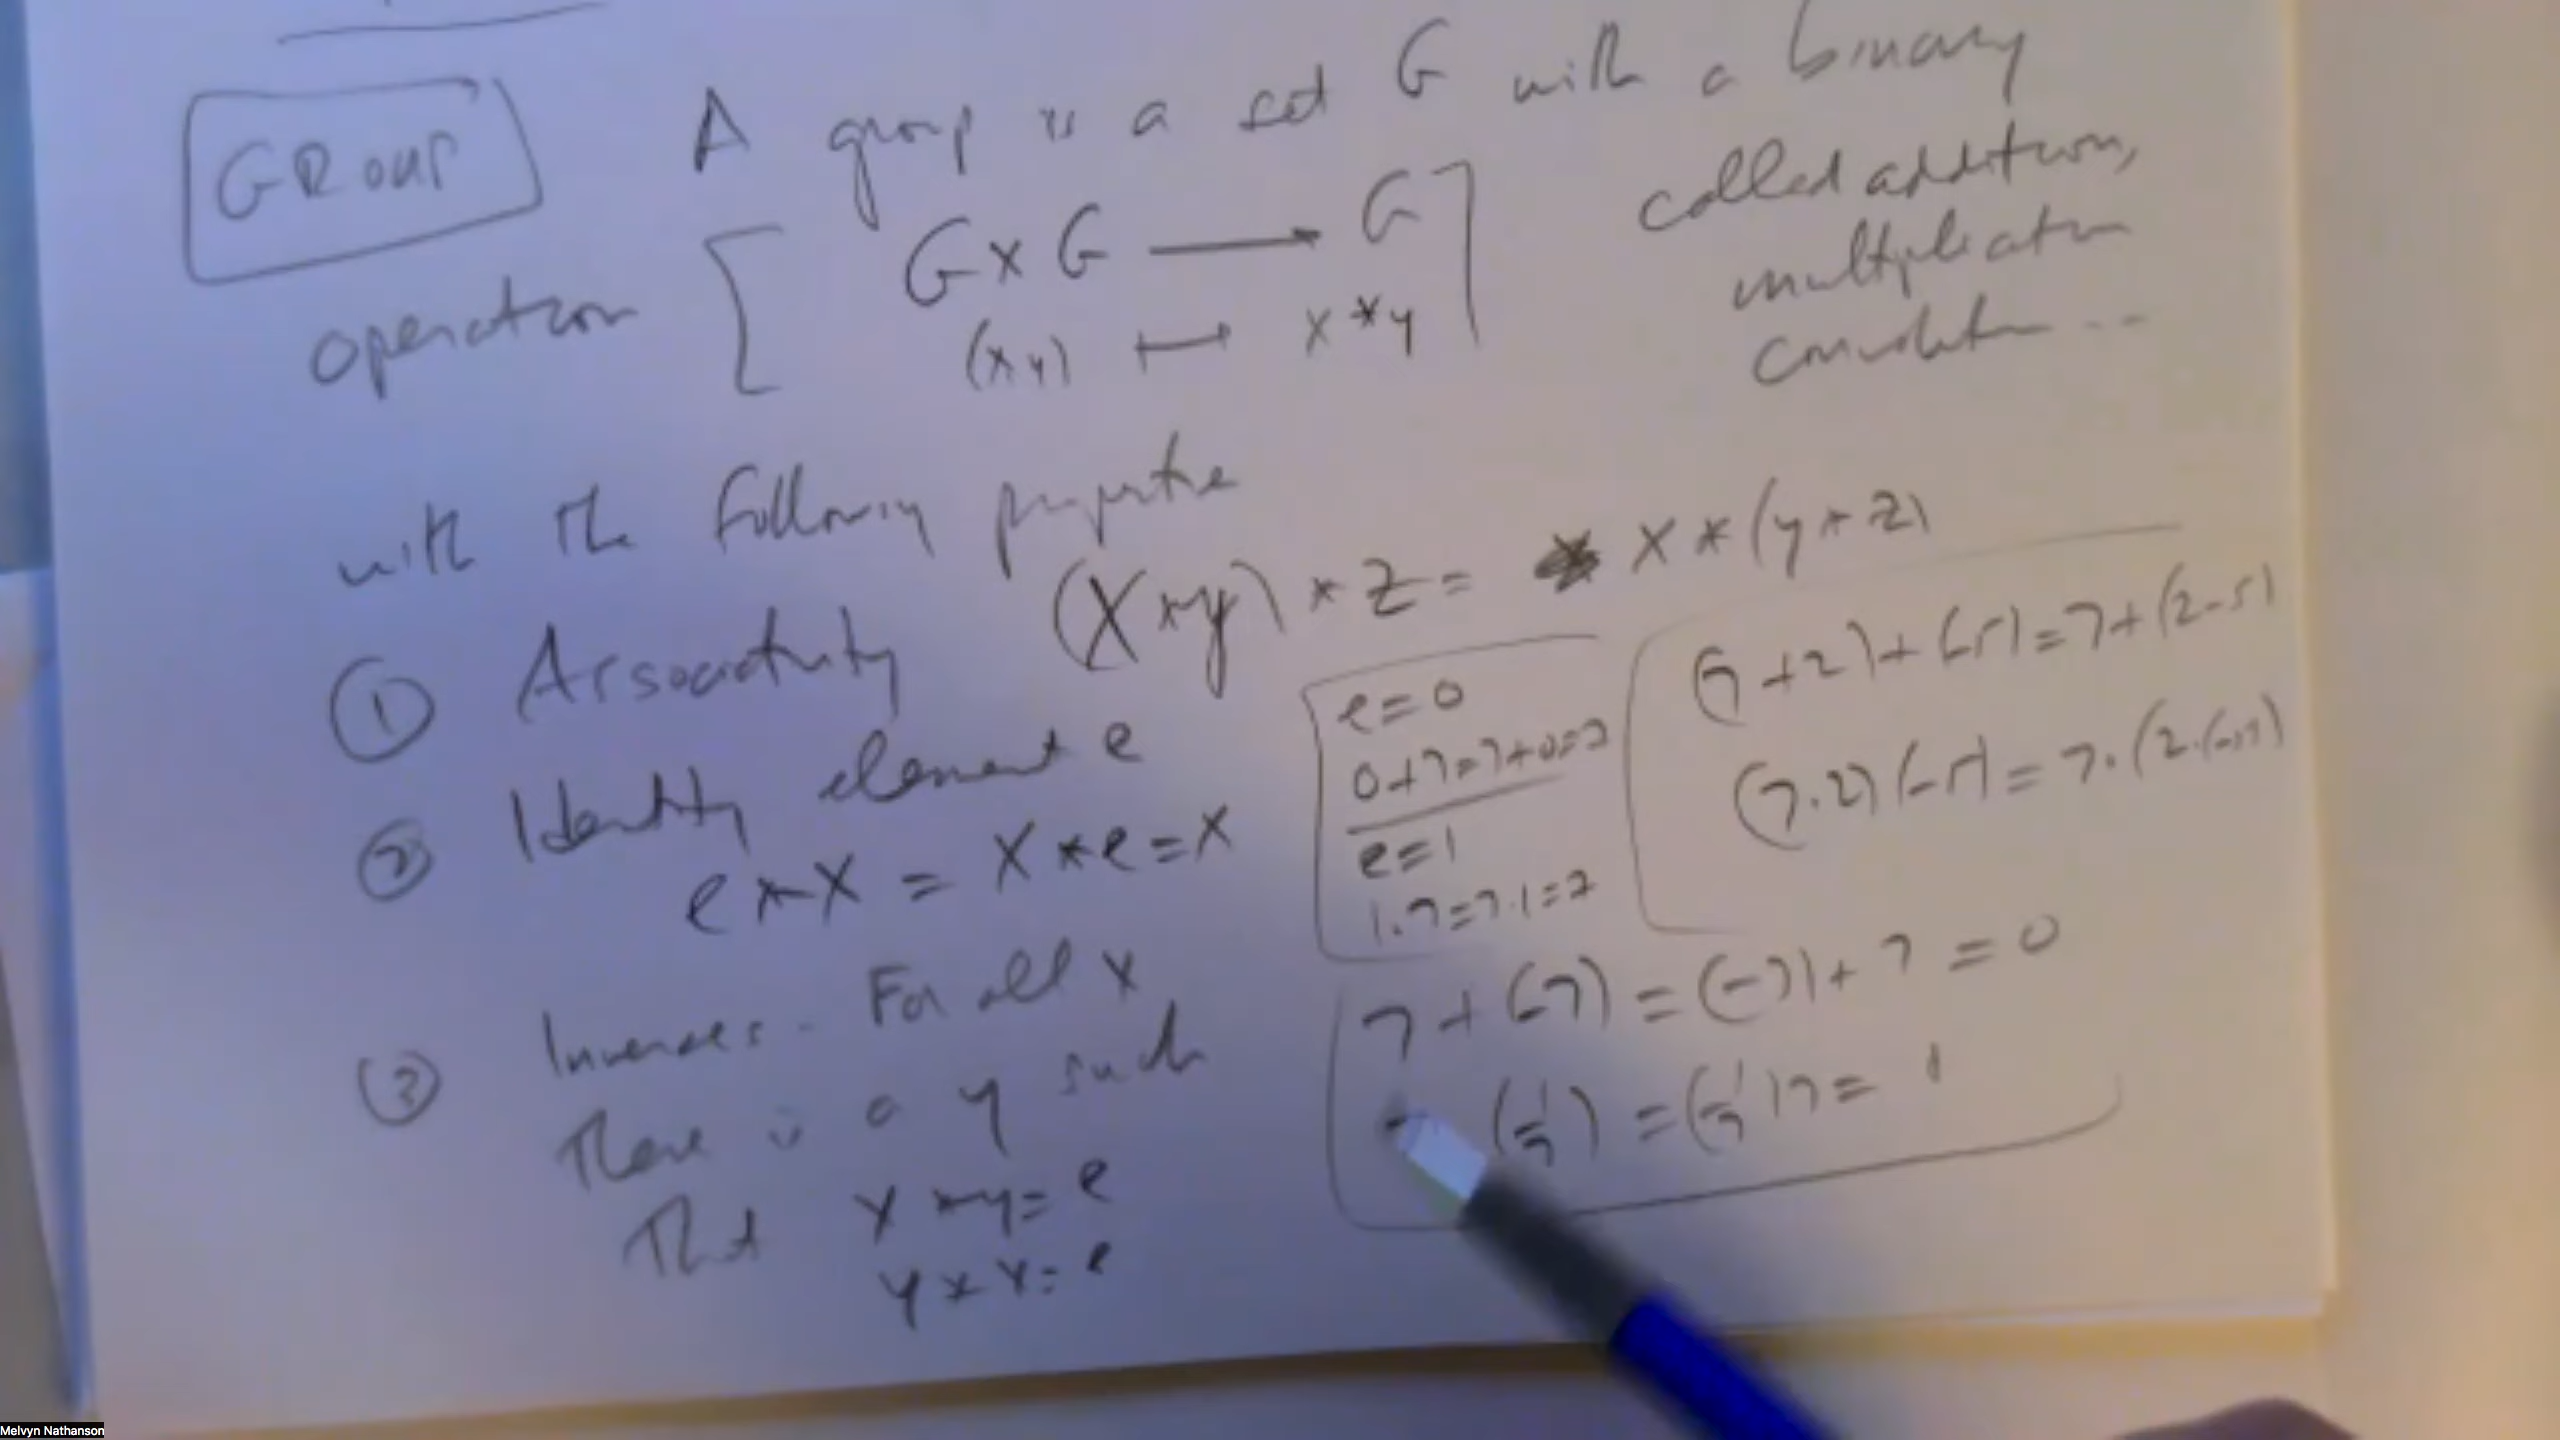 GROUP
A group is a set G with a binary
operation [ G x G ⟶ G ]
(x y) ⟼ x * y
called addition,
multiplication
convolution ...
with the following propertie
① Associativity (X * y) * Z = x * (y * z)
② Identity element e
e * x = x * e = x
e = 0
0+7=7+0=7
e = 1
1.7=7.1=7
(7+2)+(-5)=7+(2-5)
(7.2)(-5)=7.(2.(-5))
③ Inverses. For all x
There is a y such
That x * y = e
y * x = e
7+(-7)=(-7)+7=0
7 (1/7) = (1/7)7 = 1
Melvyn Nathanson